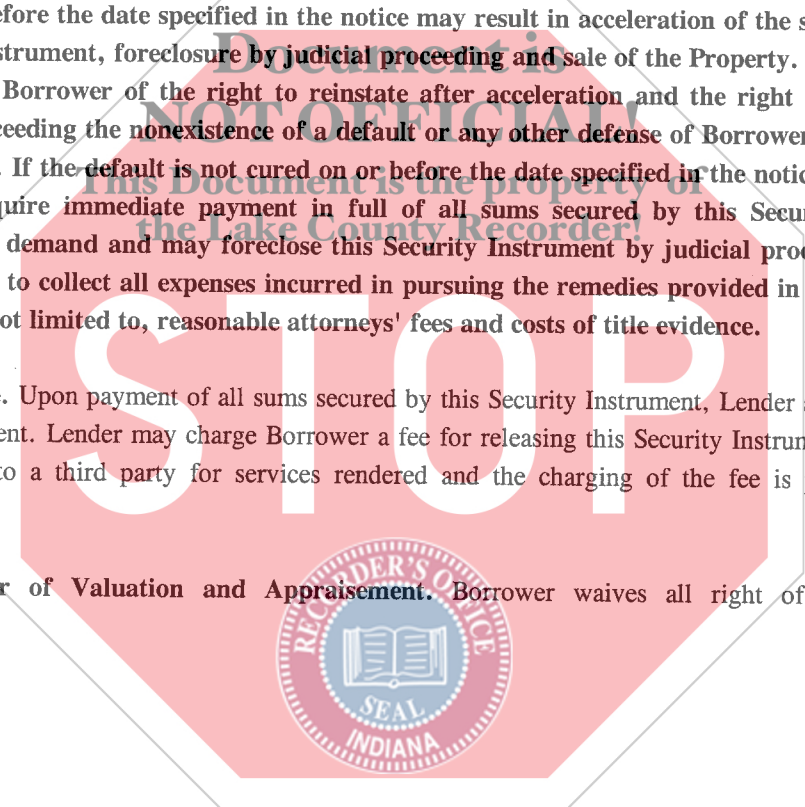 efore the date specified in the notice may result in acceleration of the s
Document is
strument, foreclosure by judicial proceeding and sale of the Property.
Borrower of the right to reinstate after acceleration and the right
NOT OFFICIAL!
ceeding the nonexistence of a default or any other defense of Borrower
. If the default is not cured on or before the date specified in the notic
This Document is the property of
quire immediate payment in full of all sums secured by this Secur
the Lake County Recorder!
demand and may foreclose this Security Instrument by judicial proc
to collect all expenses incurred in pursuing the remedies provided in
ot limited to, reasonable attorneys' fees and costs of title evidence.
STOP
. Upon payment of all sums secured by this Security Instrument, Lender
ent. Lender may charge Borrower a fee for releasing this Security Instrum
to a third party for services rendered and the charging of the fee is
r of Valuation and Appraisement. Borrower waives all right of
RECORDER'S OFFICE
SEAL
INDIANA